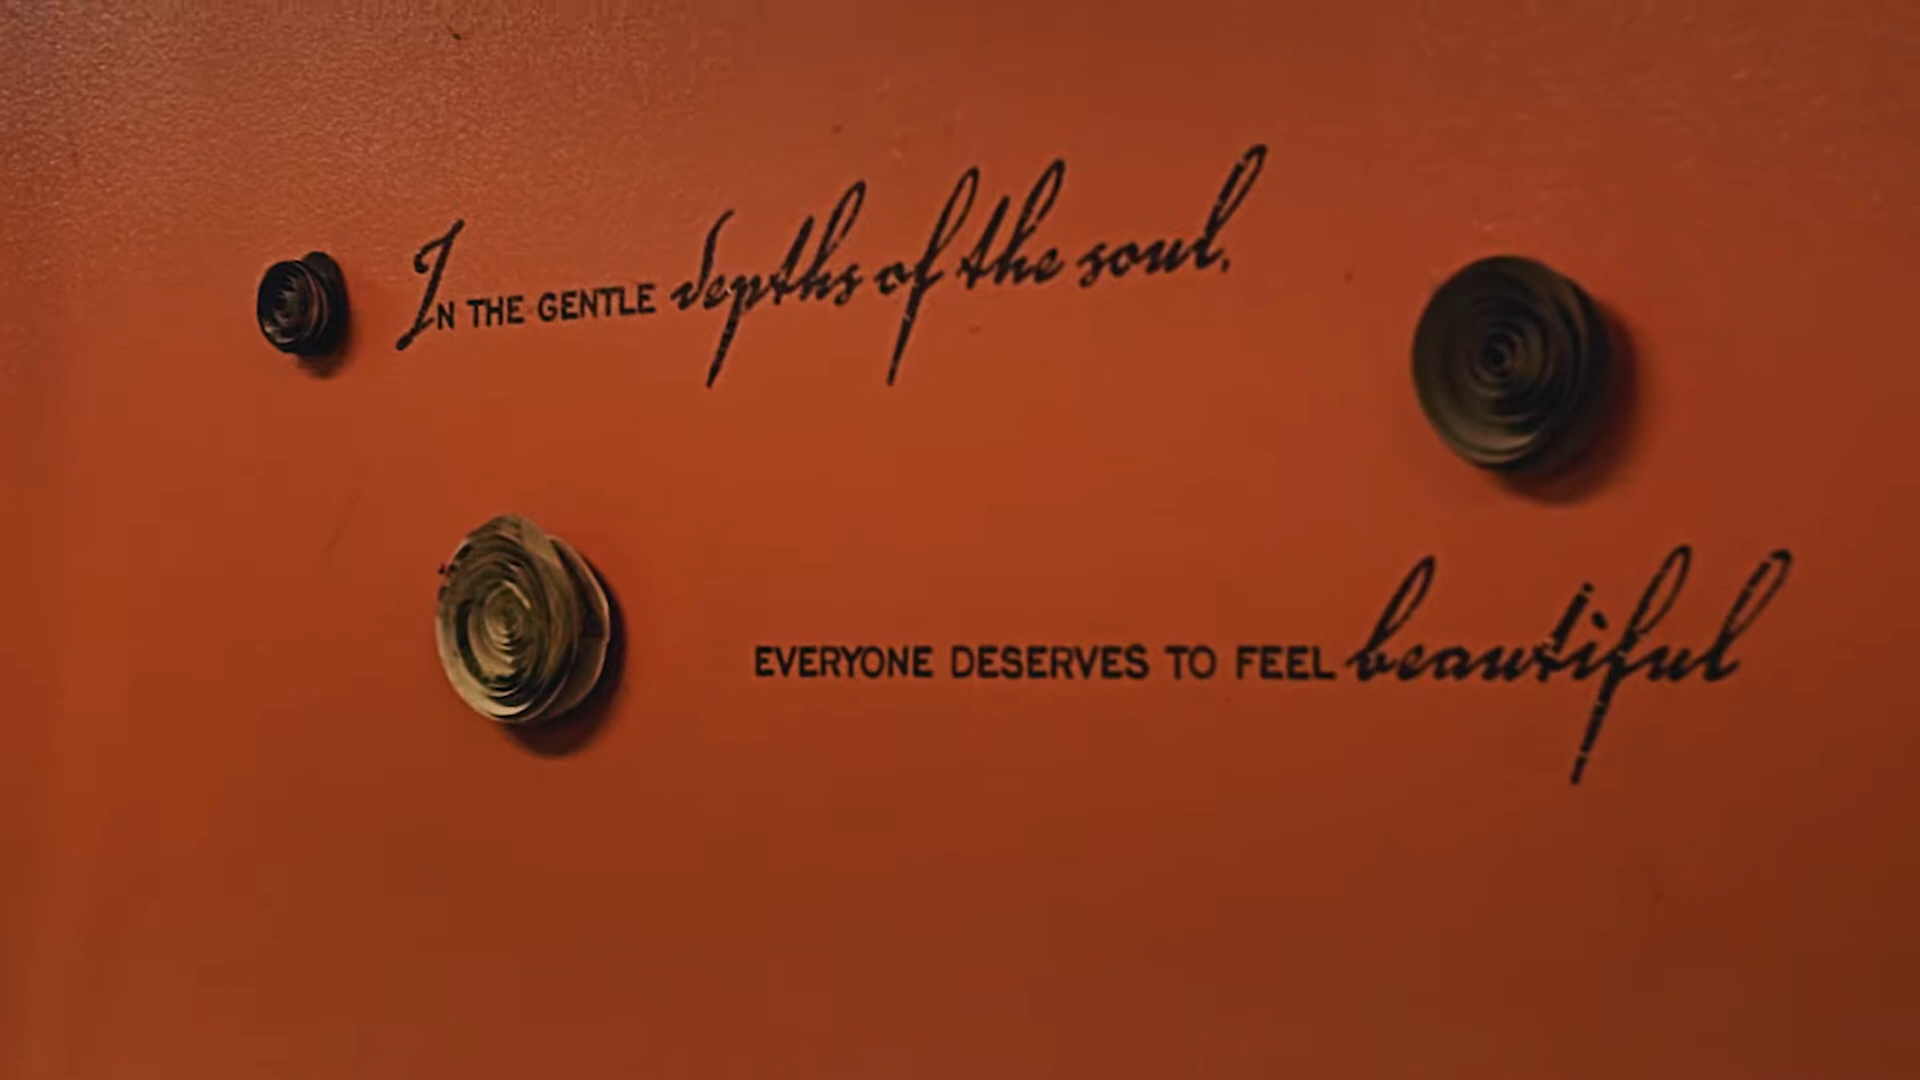 In the gentle depths of the soul,
EVERYONE DESERVES TO FEEL beautiful